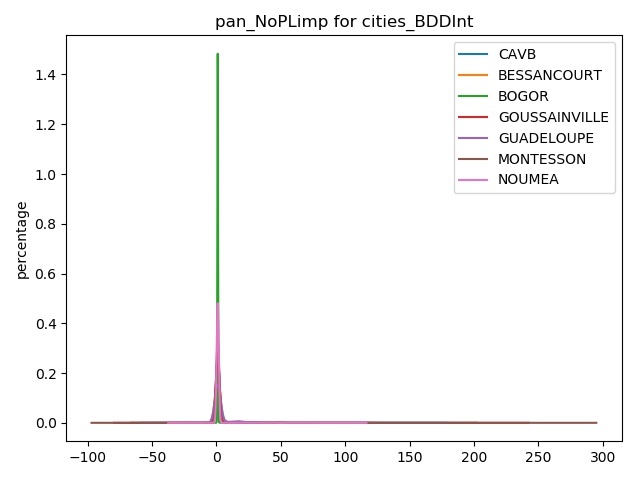 pan_NoPLimp for cities_BDDInt
CAVB
BESSANCOURT
BOGOR
GOUSSAINVILLE
GUADELOUPE
MONTESSON
NOUMEA
percentage
1.4
1.2
1.0
0.8
0.6
0.4
0.2
0.0
−100
−50
0
50
100
150
200
250
300